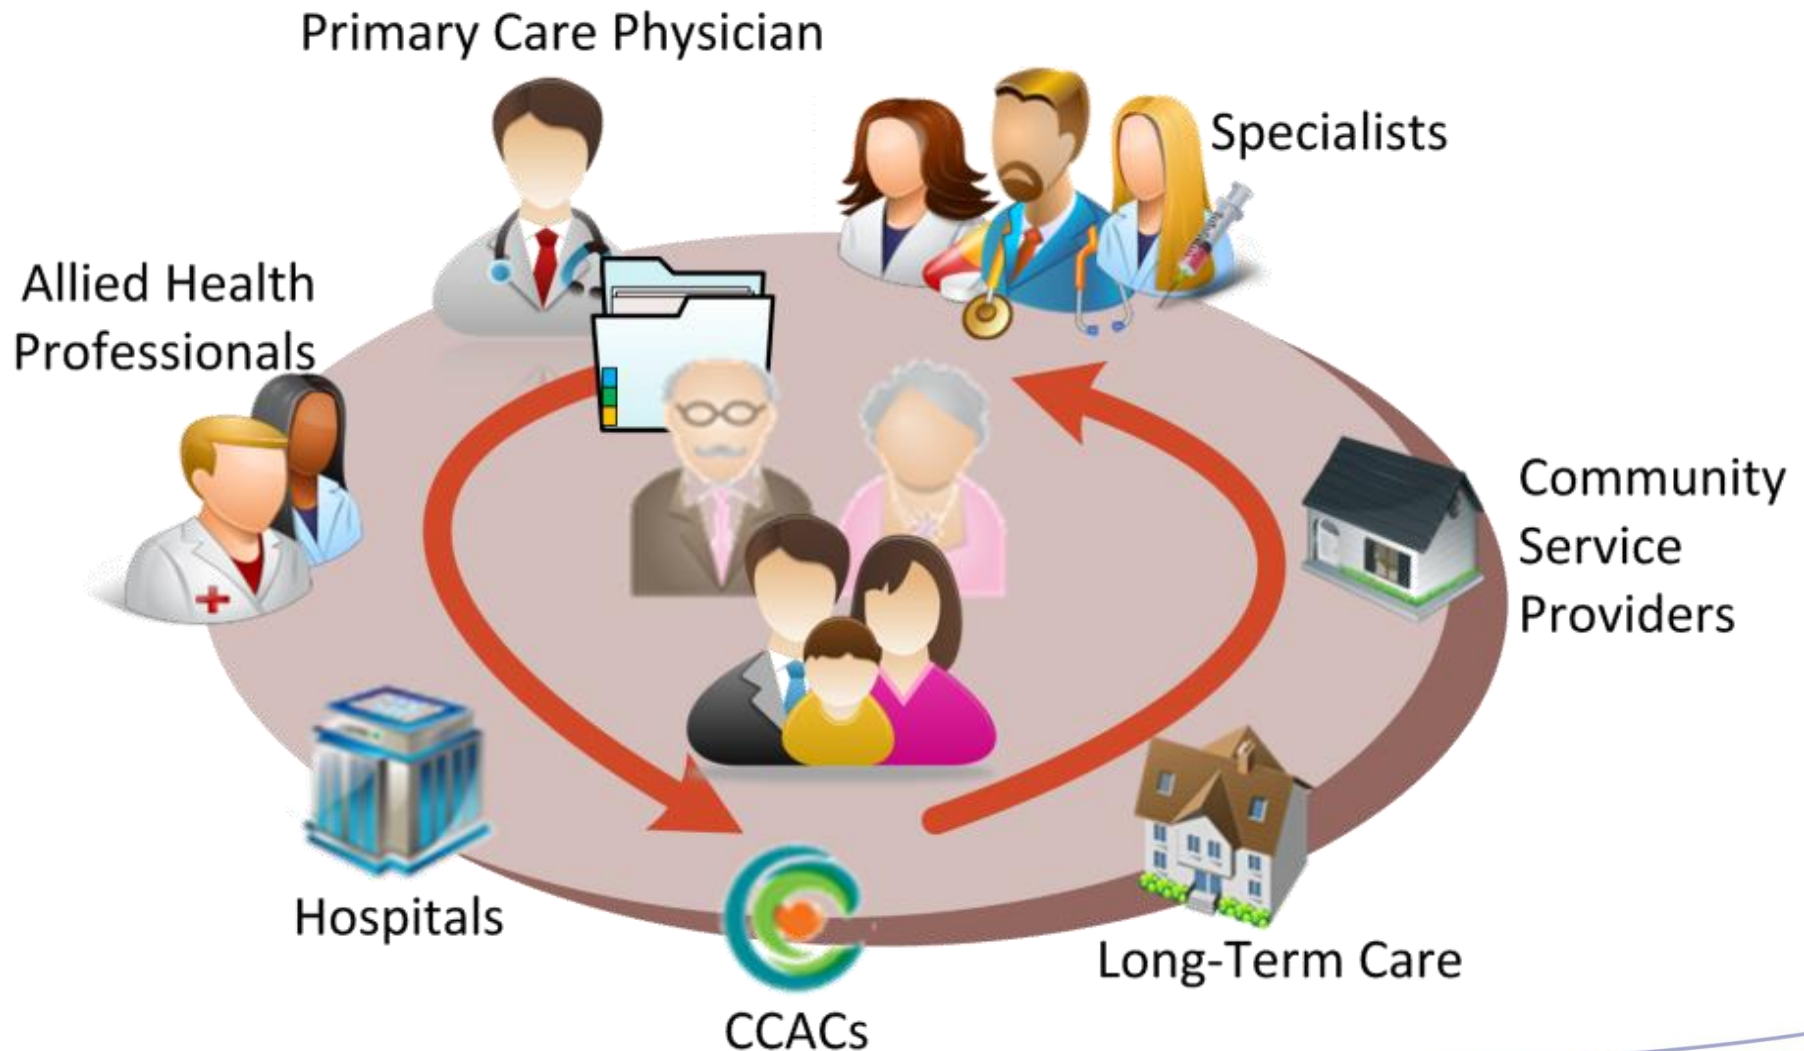 Primary Care Physician
Specialists
Allied Health
Professionals
Community
Service
Providers
Hospitals
Long-Term Care
CCACs